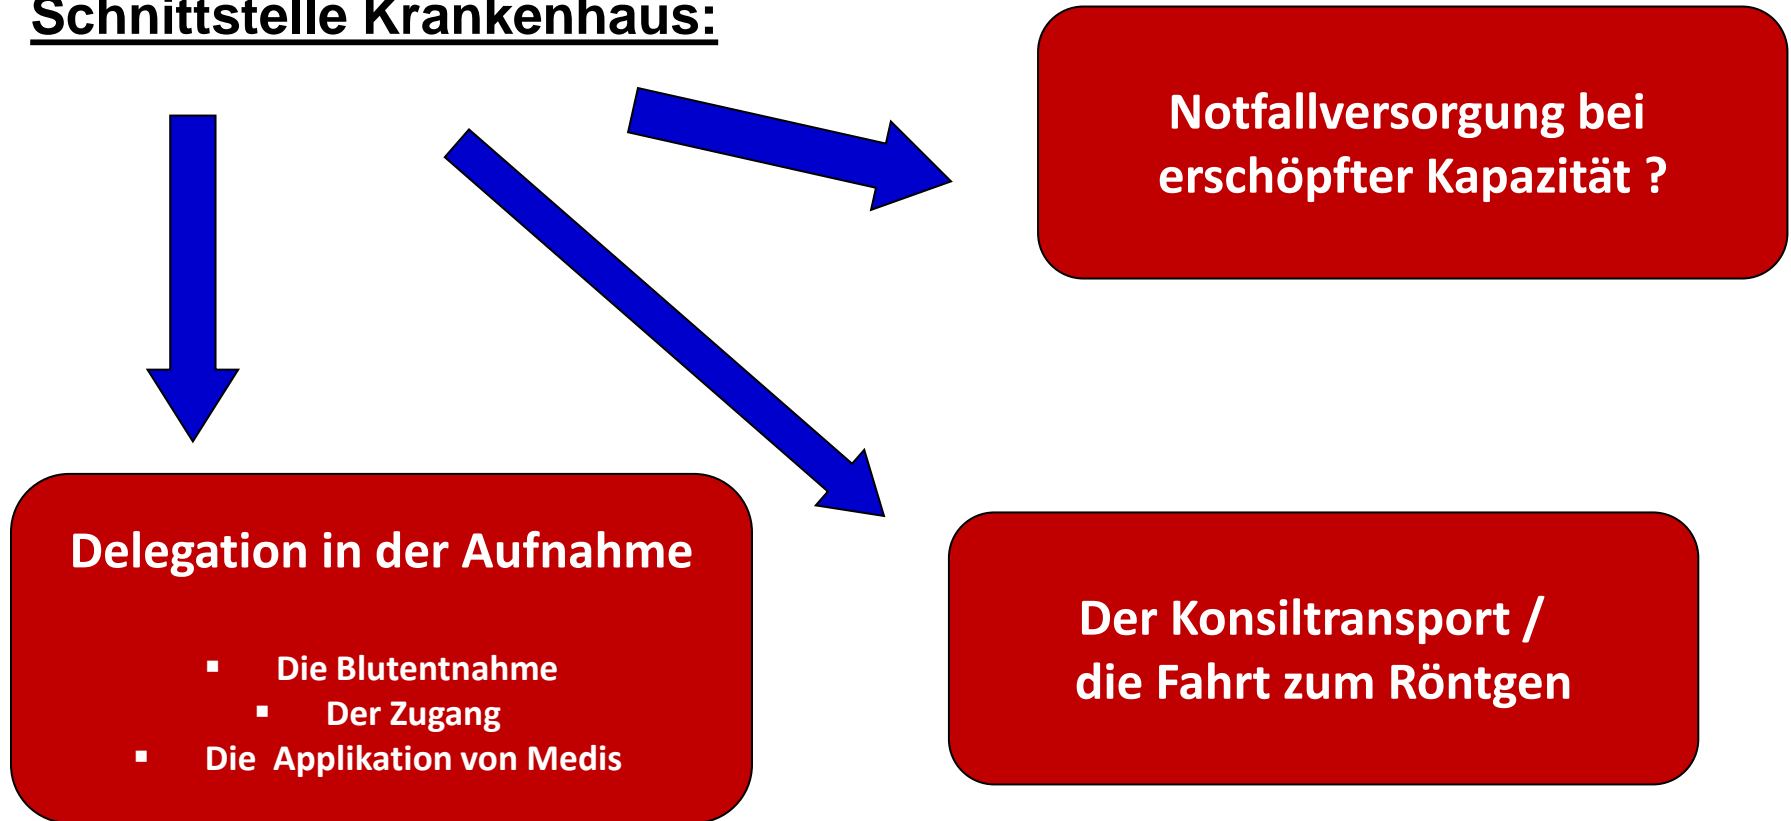 Schnittstelle Krankenhaus:
Notfallversorgung bei
erschöpfter Kapazität ?
Delegation in der Aufnahme
▪ Die Blutentnahme
▪ Der Zugang
▪ Die Applikation von Medis
Der Konsiltransport /
die Fahrt zum Röntgen